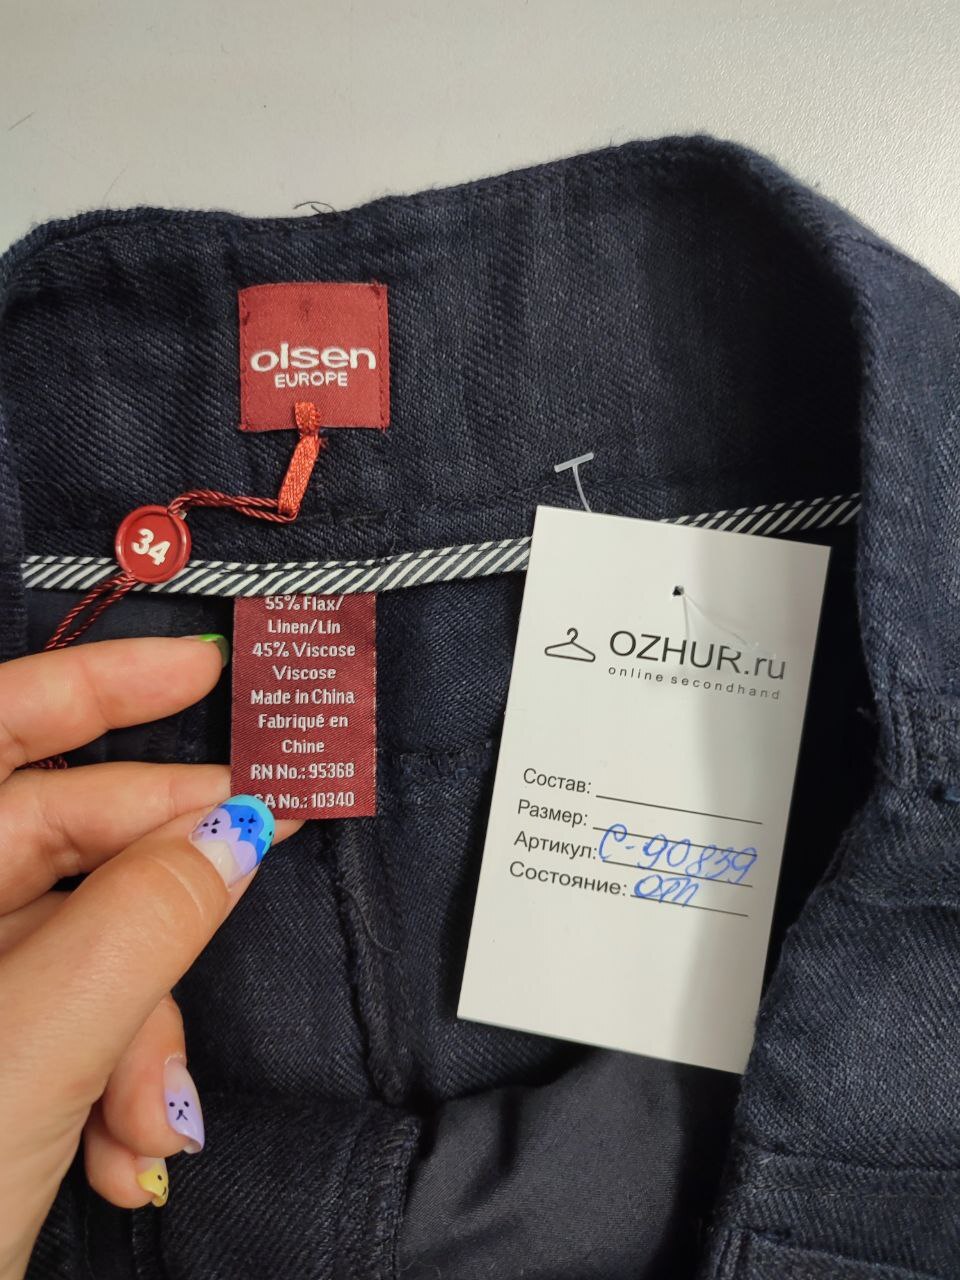 olsen
EUROPE
34
55% Flax/
Linen/Lin
45% Viscose
Viscose
Made in China
Fabriqué en
Chine
RN No.: 95368
CA No.: 10340
OZHUR.ru
online secondhand
Состав:
Размер:
Артикул: С-90839
Состояние: отл